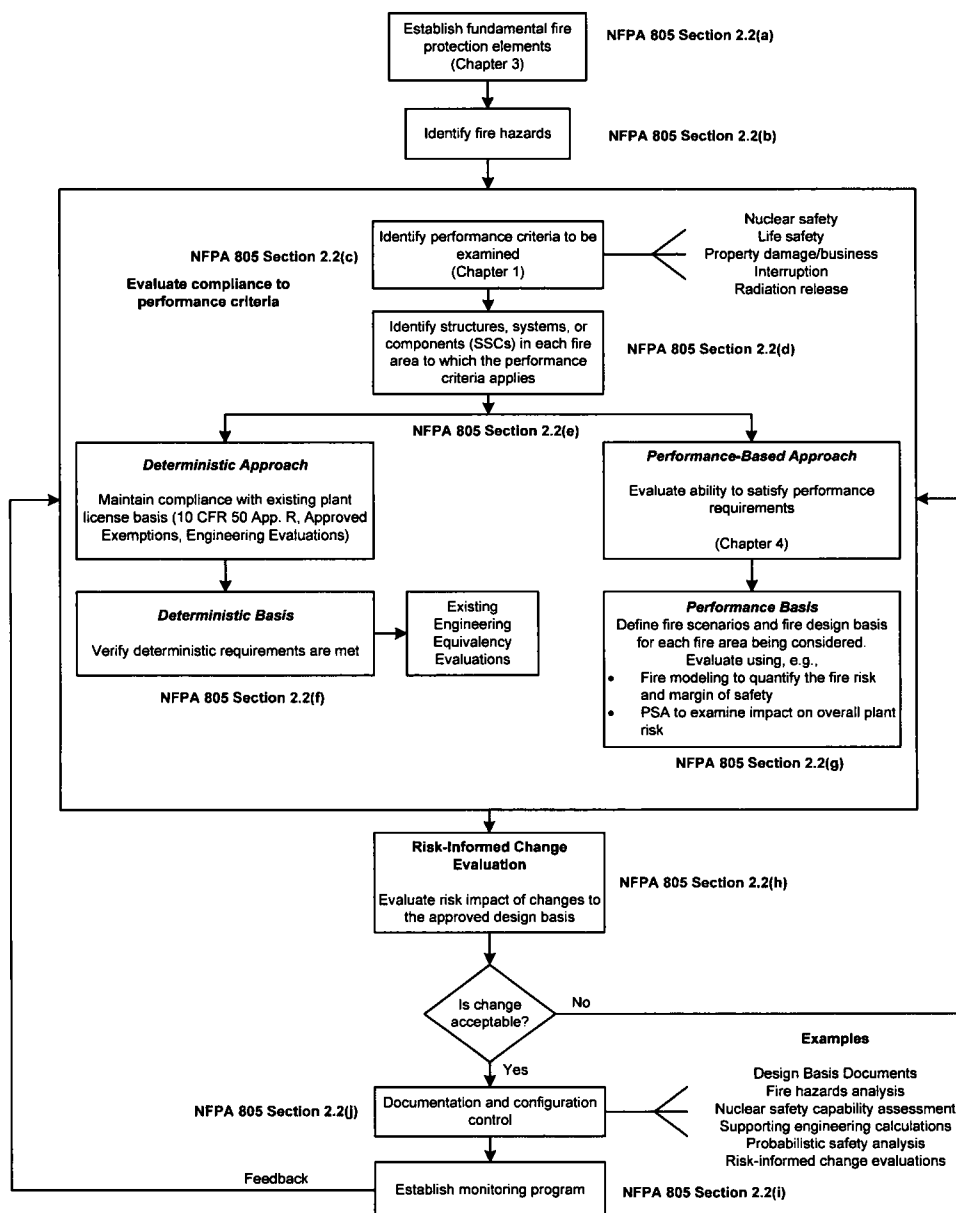 Establish fundamental fire
protection elements
(Chapter 3)
NFPA 805 Section 2.2(a)
Identify fire hazards
NFPA 805 Section 2.2(b)
NFPA 805 Section 2.2(c)
Identify performance criteria to be
examined
(Chapter 1)
Nuclear safety
Life safety
Property damage/business
Interruption
Radiation release
Evaluate compliance to
performance criteria
Identify structures, systems, or
components (SSCs) in each fire
area to which the performance
criteria applies
NFPA 805 Section 2.2(d)
NFPA 805 Section 2.2(e)
Deterministic Approach
Maintain compliance with existing plant
license basis (10 CFR 50 App. R, Approved
Exemptions, Engineering Evaluations)
Performance-Based Approach
Evaluate ability to satisfy performance
requirements
(Chapter 4)
Deterministic Basis
Verify deterministic requirements are met
NFPA 805 Section 2.2(f)
Existing
Engineering
Equivalency
Evaluations
Performance Basis
Define fire scenarios and fire design basis
for each fire area being considered.
Evaluate using, e.g.,
• Fire modeling to quantify the fire risk
and margin of safety
• PSA to examine impact on overall plant
risk
NFPA 805 Section 2.2(g)
Risk-Informed Change
Evaluation
Evaluate risk impact of changes to
the approved design basis
NFPA 805 Section 2.2(h)
Is change
acceptable?
No
Yes
Examples
Design Basis Documents
Fire hazards analysis
Nuclear safety capability assessment
Supporting engineering calculations
Probabilistic safety analysis
Risk-informed change evaluations
NFPA 805 Section 2.2(j)
Documentation and configuration
control
Feedback
Establish monitoring program
NFPA 805 Section 2.2(i)